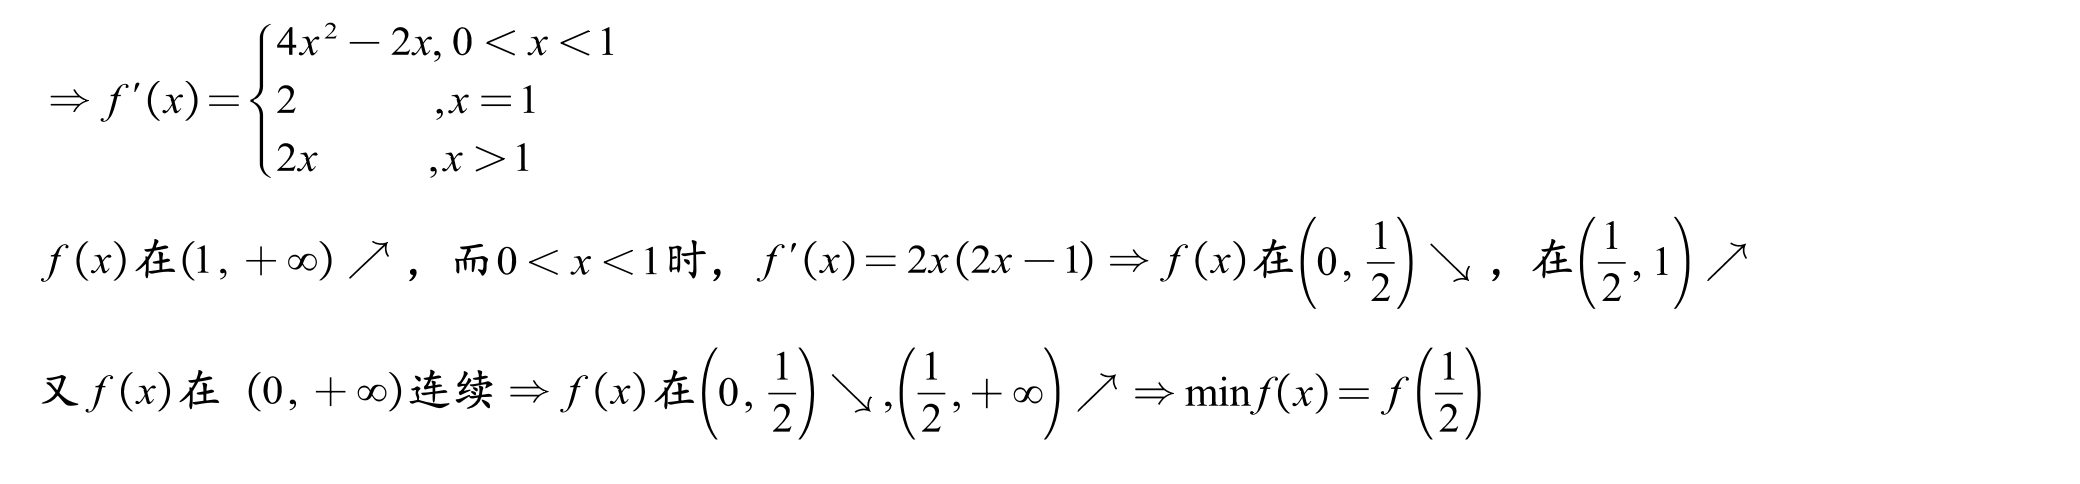 ⇒ f′(x) = { 4x² − 2x, 0 < x < 1
2 ,x = 1
2x ,x > 1
f(x)在(1, +∞) ↗ ，而0 < x < 1时，f′(x) = 2x(2x − 1) ⇒ f(x)在(0, 1/2) ↘ ，在(1/2, 1) ↗
又f(x)在 (0, +∞)连续 ⇒ f(x)在(0, 1/2) ↘ ,(1/2, +∞) ↗ ⇒ minf(x) = f(1/2)